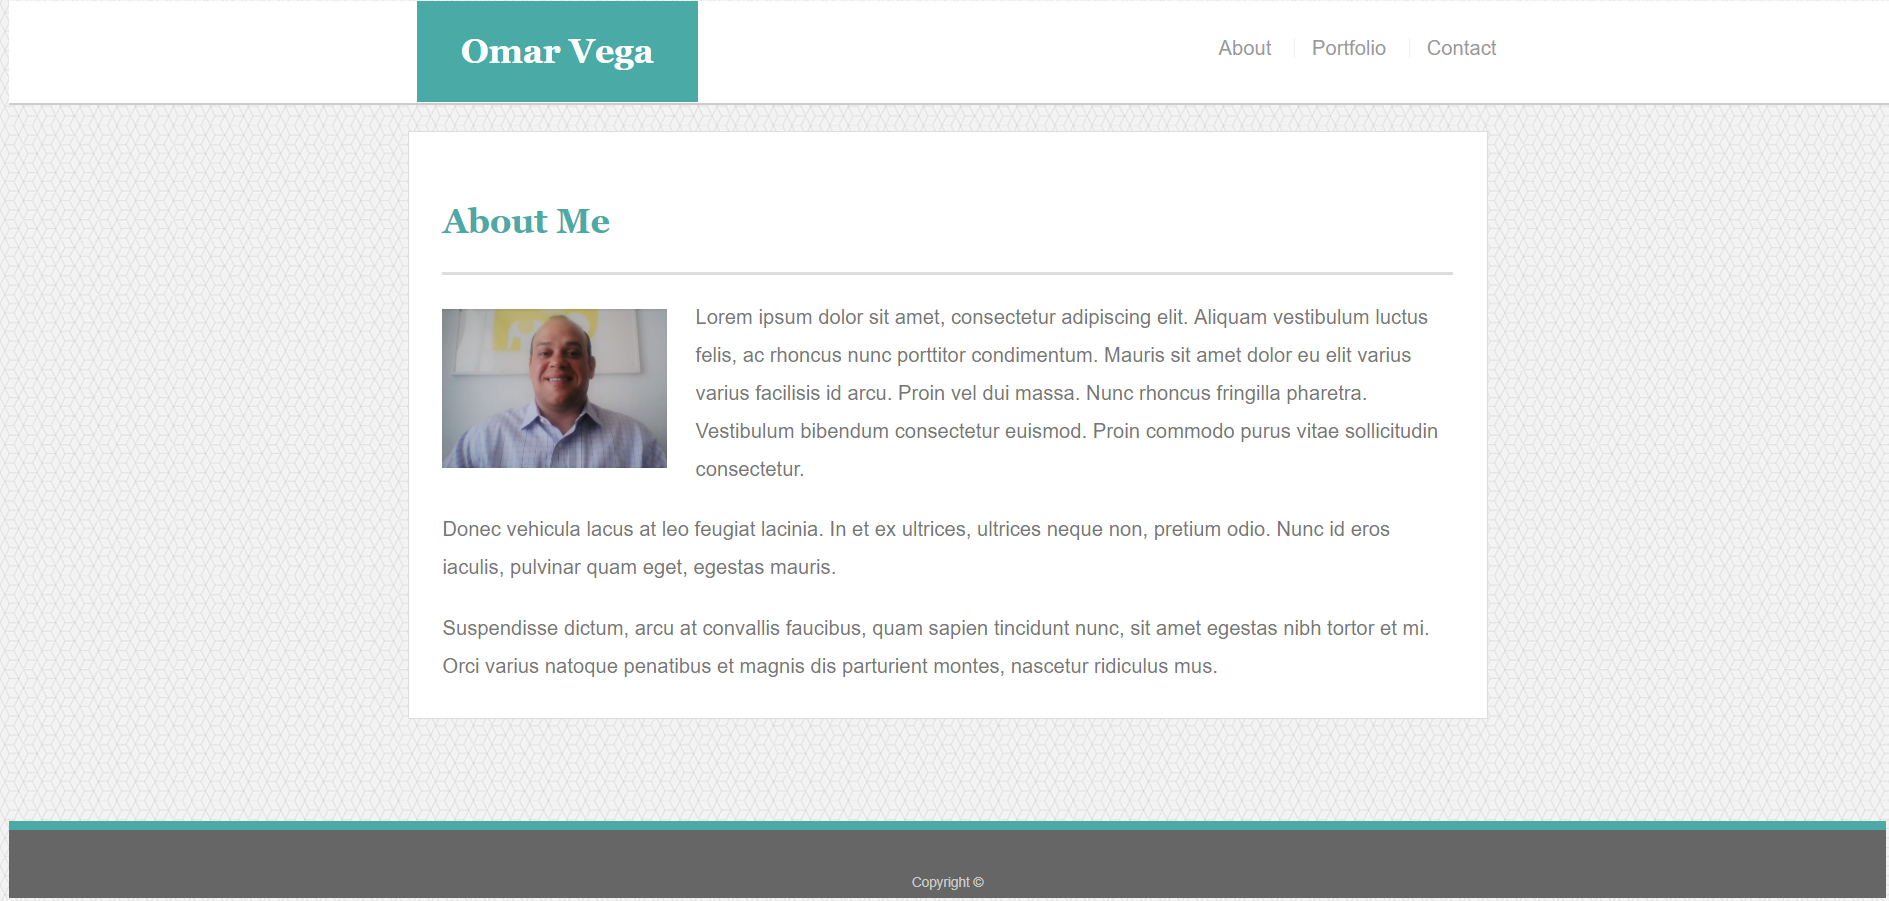 Omar Vega
About
Portfolio
Contact
About Me
Lorem ipsum dolor sit amet, consectetur adipiscing elit. Aliquam vestibulum luctus
felis, ac rhoncus nunc porttitor condimentum. Mauris sit amet dolor eu elit varius
varius facilisis id arcu. Proin vel dui massa. Nunc rhoncus fringilla pharetra.
Vestibulum bibendum consectetur euismod. Proin commodo purus vitae sollicitudin
consectetur.
Donec vehicula lacus at leo feugiat lacinia. In et ex ultrices, ultrices neque non, pretium odio. Nunc id eros
iaculis, pulvinar quam eget, egestas mauris.
Suspendisse dictum, arcu at convallis faucibus, quam sapien tincidunt nunc, sit amet egestas nibh tortor et mi.
Orci varius natoque penatibus et magnis dis parturient montes, nascetur ridiculus mus.
Copyright ©